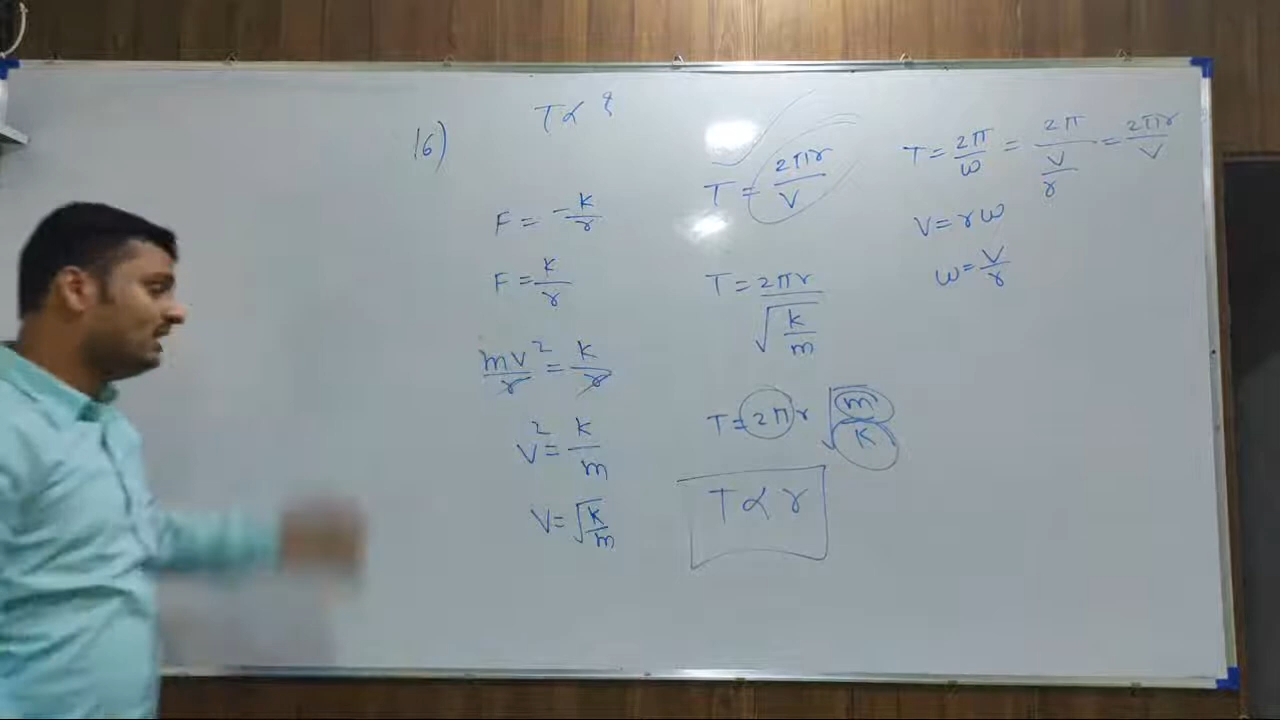 16)
T ∝ ?
F = -k/r
F = k/r
mv²/r = k/r
v² = k/m
v = √(k/m)
T = 2πr/v
T = 2πr/√(k/m)
T = 2πr √(m/k)
T ∝ r
T = 2π/ω = 2π/(v/r) = 2πr/v
v = rω
ω = v/r